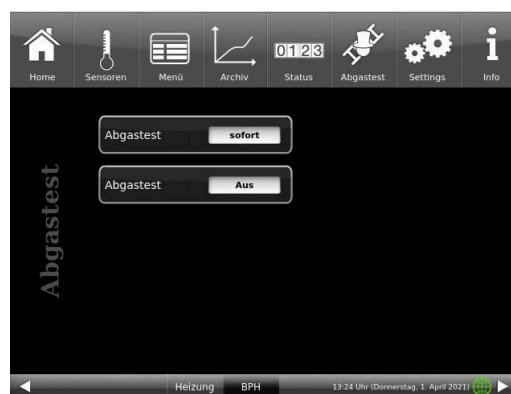 Home Sensoren Menü Archiv 0123 Status Abgastest Settings Info
Abgastest sofort
Abgastest Aus
Abgastest
Heizung BPH 13:24 Uhr (Donnerstag, 1. April 2021)